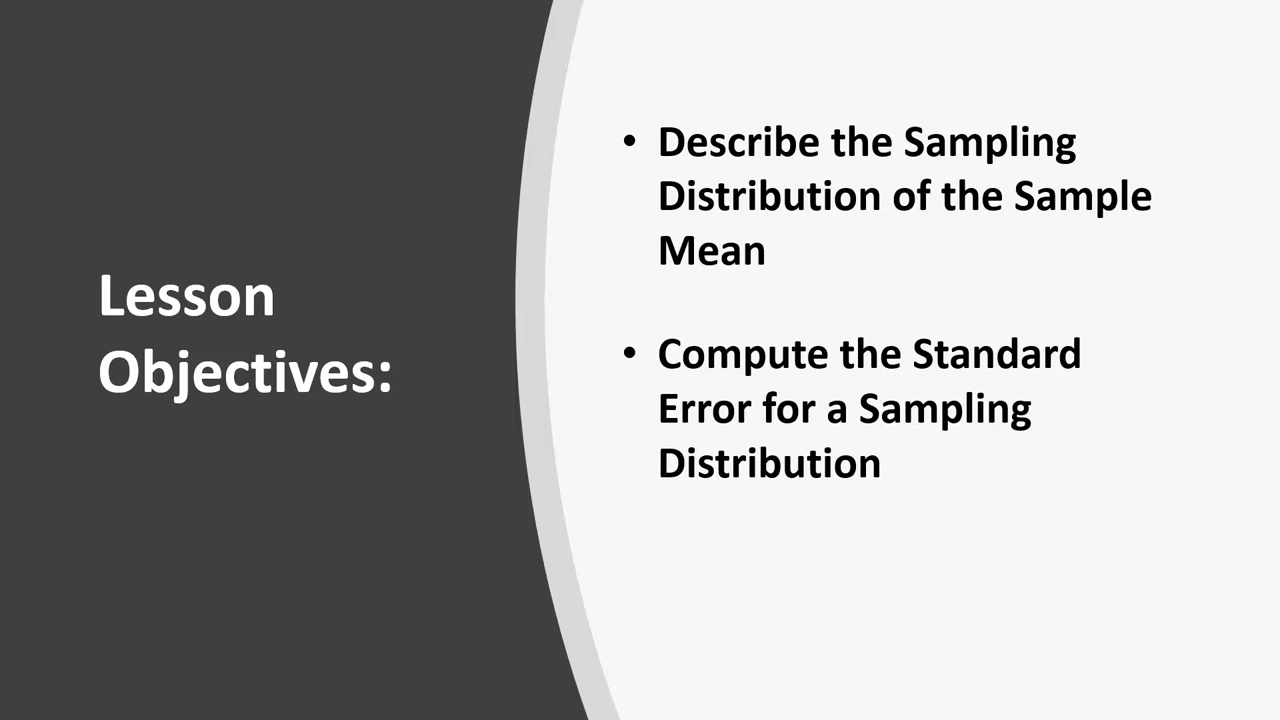 Lesson
Objectives:
• Describe the Sampling
Distribution of the Sample
Mean
• Compute the Standard
Error for a Sampling
Distribution